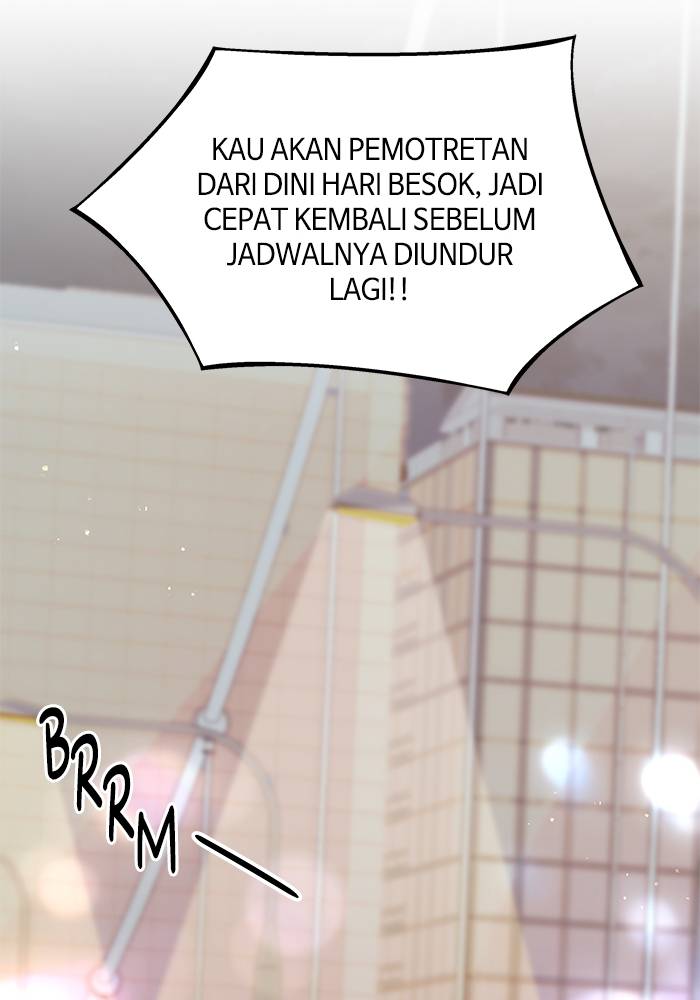 KAU AKAN PEMOTRETAN
DARI DINI HARI BESOK, JADI
CEPAT KEMBALI SEBELUM
JADWALNYA DIUNDUR
LAGI!!
BRRM